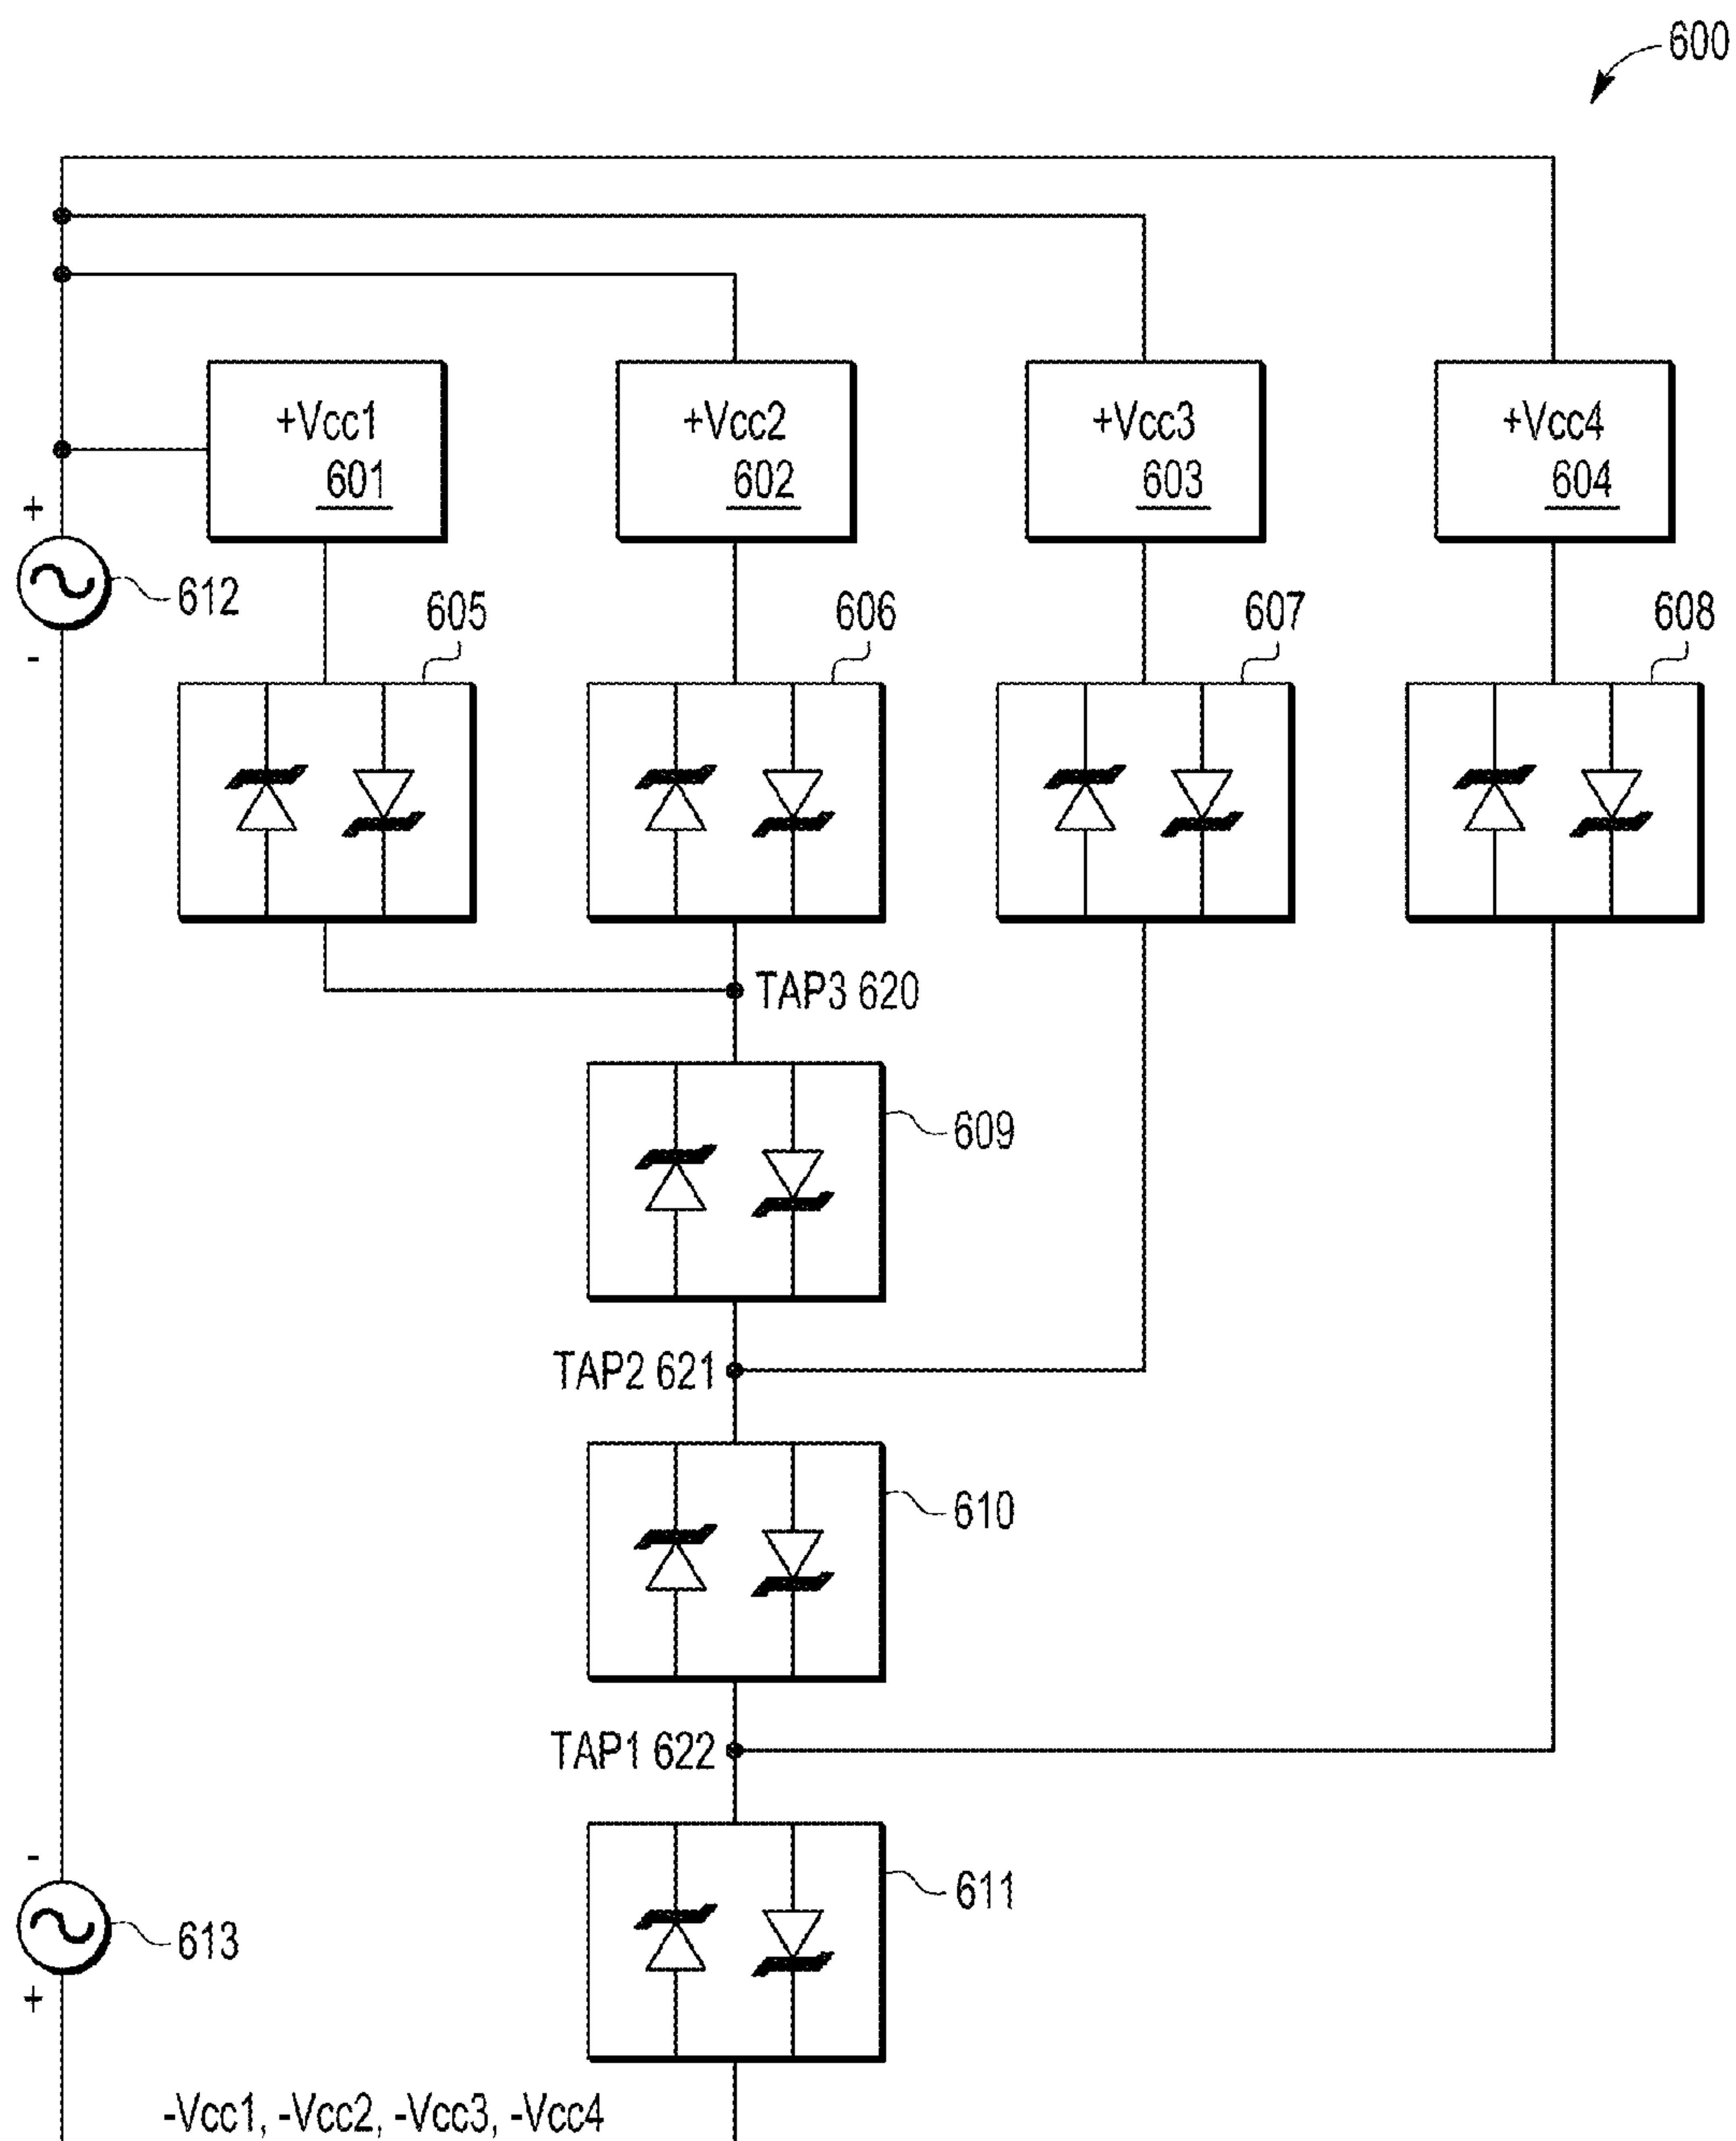 600
+Vcc1
601
+Vcc2
602
+Vcc3
603
+Vcc4
604
+
612
-
605
606
607
608
TAP3 620
609
TAP2 621
610
TAP1 622
-
613
+
611
-Vcc1, -Vcc2, -Vcc3, -Vcc4